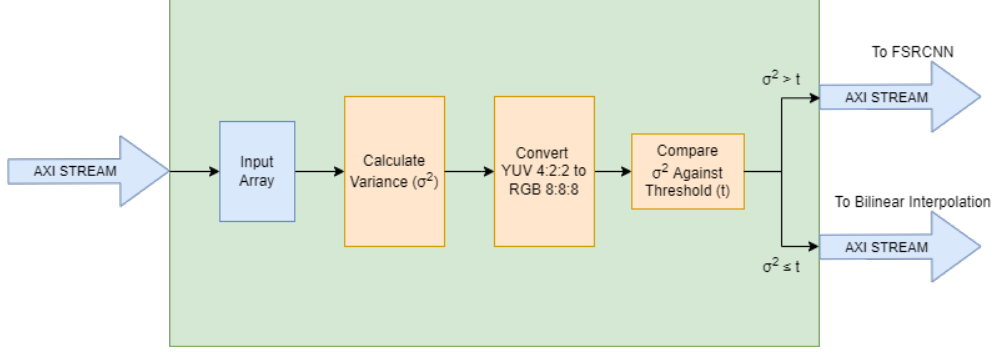 AXI STREAM
Input
Array
Calculate
Variance (σ²)
Convert
YUV 4:2:2 to
RGB 8:8:8
Compare
σ² Against
Threshold (t)
σ² > t
σ² ≤ t
To FSRCNN
AXI STREAM
To Bilinear Interpolation
AXI STREAM